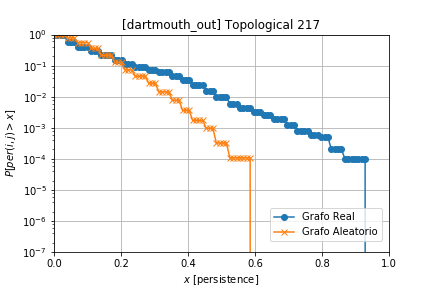 [dartmouth_out] Topological 217
P[per(i,j) > x]
10^0
10^-1
10^-2
10^-3
10^-4
10^-5
10^-6
10^-7
Grafo Real
Grafo Aleatorio
0.0 0.2 0.4 0.6 0.8 1.0
x [persistence]